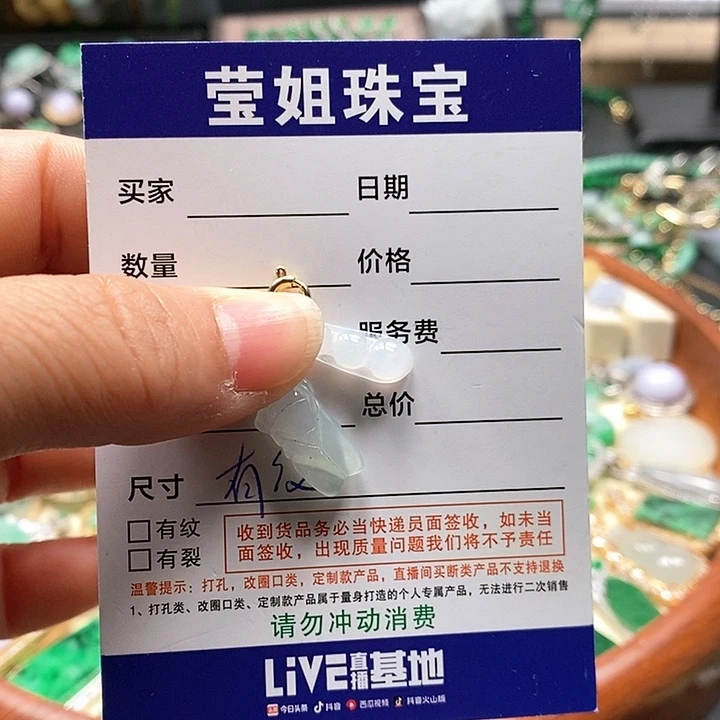 莹姐珠宝
买家 日期
数量 价格
服务费
总价
尺寸 有纹
有纹
有裂
收到货品务必当快递员面签收，如未当
面签收，出现质量问题我们将不予责任
温警提示：打孔，改圈口类，定制款产品，直播间买断类产品不支持退换
1、打孔类、改圈口类、定制款产品属于量身打造的个人专属产品，无法进行二次销售
请勿冲动消费
LiVE直播基地
今日头条 抖音 西瓜视频 抖音火山版